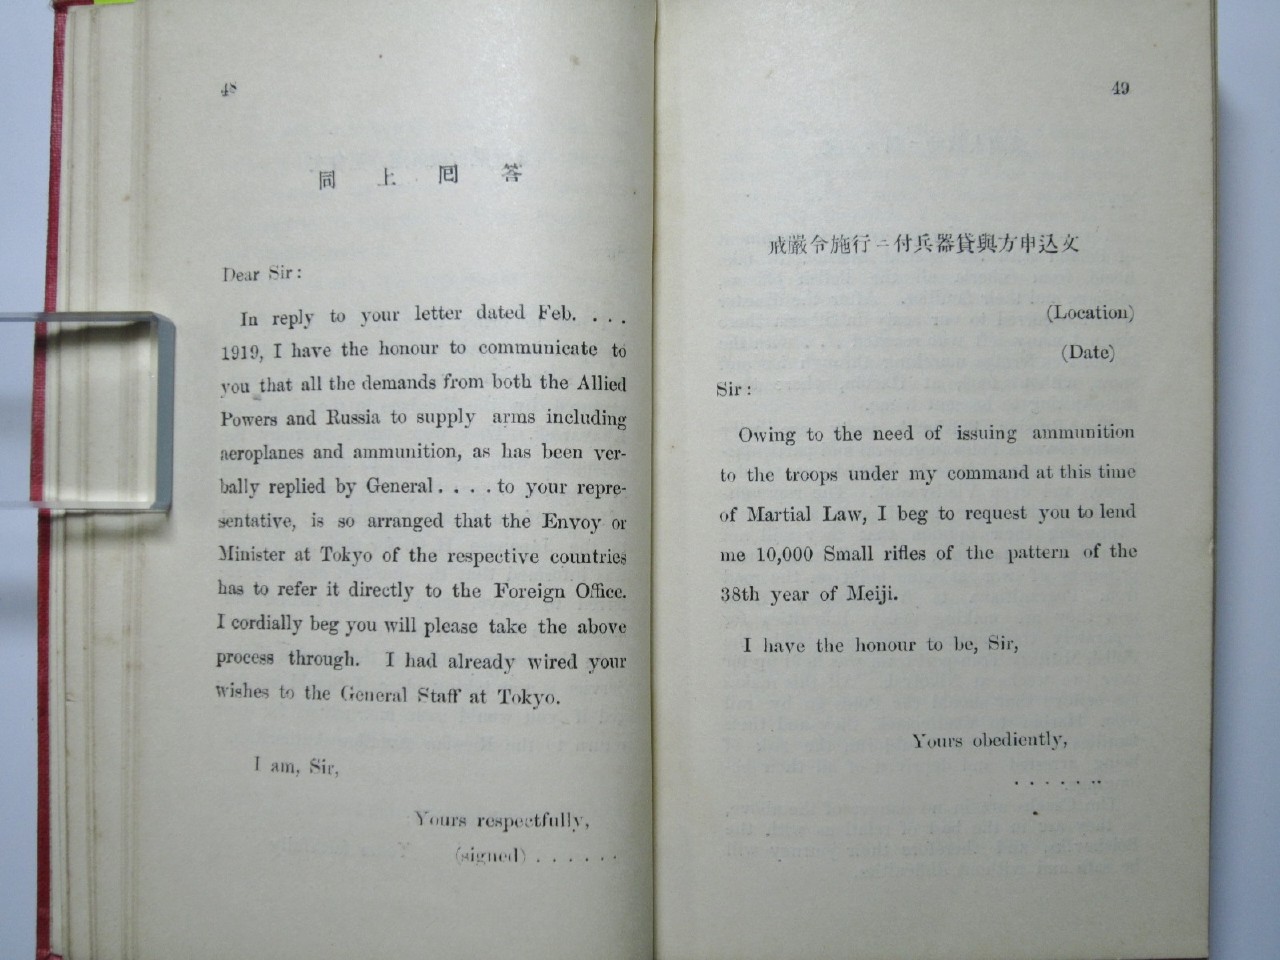 48
同上囘答
Dear Sir:
In reply to your letter dated Feb. . . .
1919, I have the honour to communicate to
you that all the demands from both the Allied
Powers and Russia to supply arms including
aeroplanes and ammunition, as has been ver-
bally replied by General. . . . to your repre-
sentative, is so arranged that the Envoy or
Minister at Tokyo of the respective countries
has to refer it directly to the Foreign Office.
I cordially beg you will please take the above
process through. I had already wired your
wishes to the General Staff at Tokyo.
I am, Sir,
Yours respectfully,
(signed) . . . . . .
49
戒嚴令施行ニ付兵器貸與方申込文
(Location)
(Date)
Sir:
Owing to the need of issuing ammunition
to the troops under my command at this time
of Martial Law, I beg to request you to lend
me 10,000 Small rifles of the pattern of the
38th year of Meiji.
I have the honour to be, Sir,
Yours obediently,
. . . . . . .